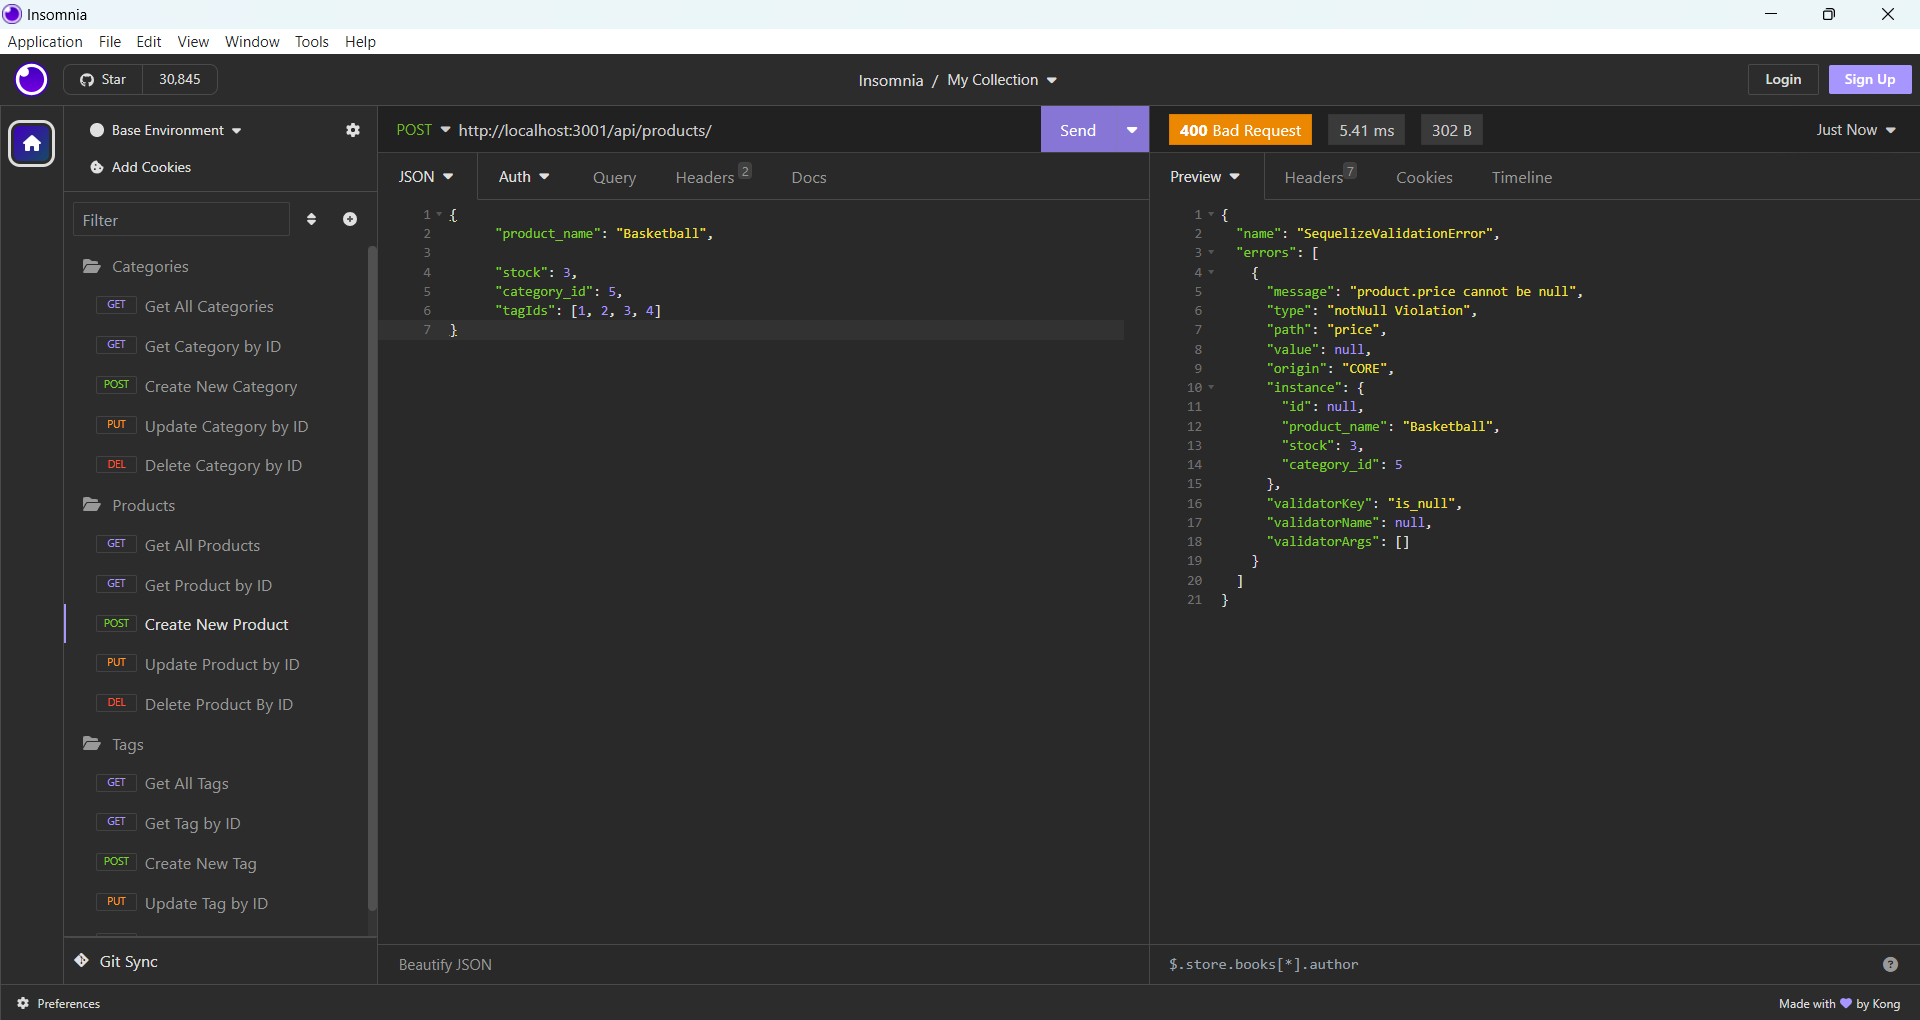 Insomnia
Application File Edit View Window Tools Help
Star 30,845
Insomnia / My Collection
Login
Sign Up
Base Environment
Add Cookies
Filter
Categories
GET Get All Categories
GET Get Category by ID
POST Create New Category
PUT Update Category by ID
DEL Delete Category by ID
Products
GET Get All Products
GET Get Product by ID
POST Create New Product
PUT Update Product by ID
DEL Delete Product By ID
Tags
GET Get All Tags
GET Get Tag by ID
POST Create New Tag
PUT Update Tag by ID
Git Sync
Preferences
POST http://localhost:3001/api/products/
Send
JSON Auth Query Headers 2 Docs
1 {
2 "product_name": "Basketball",
3
4 "stock": 3,
5 "category_id": 5,
6 "tagIds": [1, 2, 3, 4]
7 }
Beautify JSON
400 Bad Request 5.41 ms 302 B
Just Now
Preview Headers 7 Cookies Timeline
1 {
2 "name": "SequelizeValidationError",
3 "errors": [
4 {
5 "message": "product.price cannot be null",
6 "type": "notNull Violation",
7 "path": "price",
8 "value": null,
9 "origin": "CORE",
10 "instance": {
11 "id": null,
12 "product_name": "Basketball",
13 "stock": 3,
14 "category_id": 5
15 },
16 "validatorKey": "is_null",
17 "validatorName": null,
18 "validatorArgs": []
19 }
20 ]
21 }
$.store.books[*].author
?
Made with 💜 by Kong